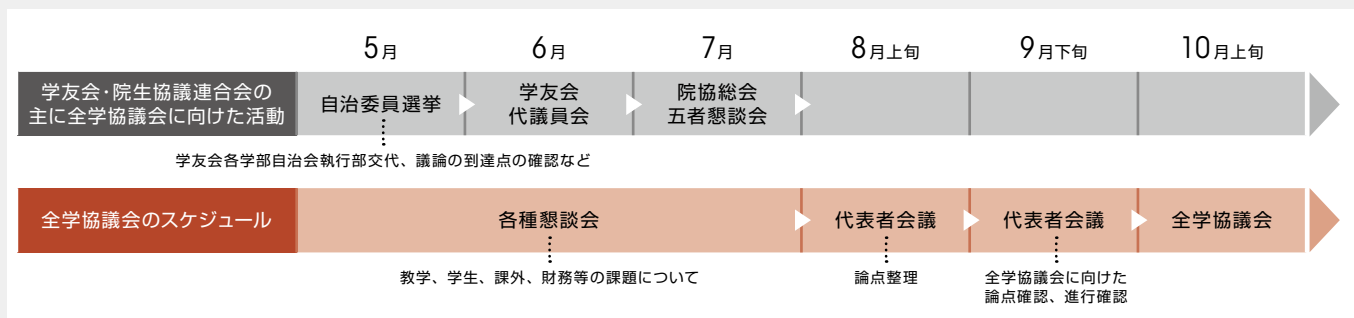 5月 6月 7月 8月上旬 9月下旬 10月上旬
学友会・院生協議連合会の
主に全学協議会に向けた活動
自治委員選挙
学友会
代議員会
院協総会
五者懇談会
学友会各学部自治会執行部交代、議論の到達点の確認など
全学協議会のスケジュール
各種懇談会
代表者会議
代表者会議
全学協議会
教学、学生、課外、財務等の課題について
論点整理
全学協議会に向けた
論点確認、進行確認